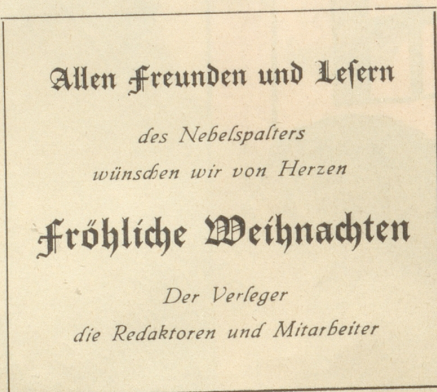 Allen Freunden und Leſern
des Nebelspalters
wünschen wir von Herzen
Fröhliche Weihnachten
Der Verleger
die Redaktoren und Mitarbeiter